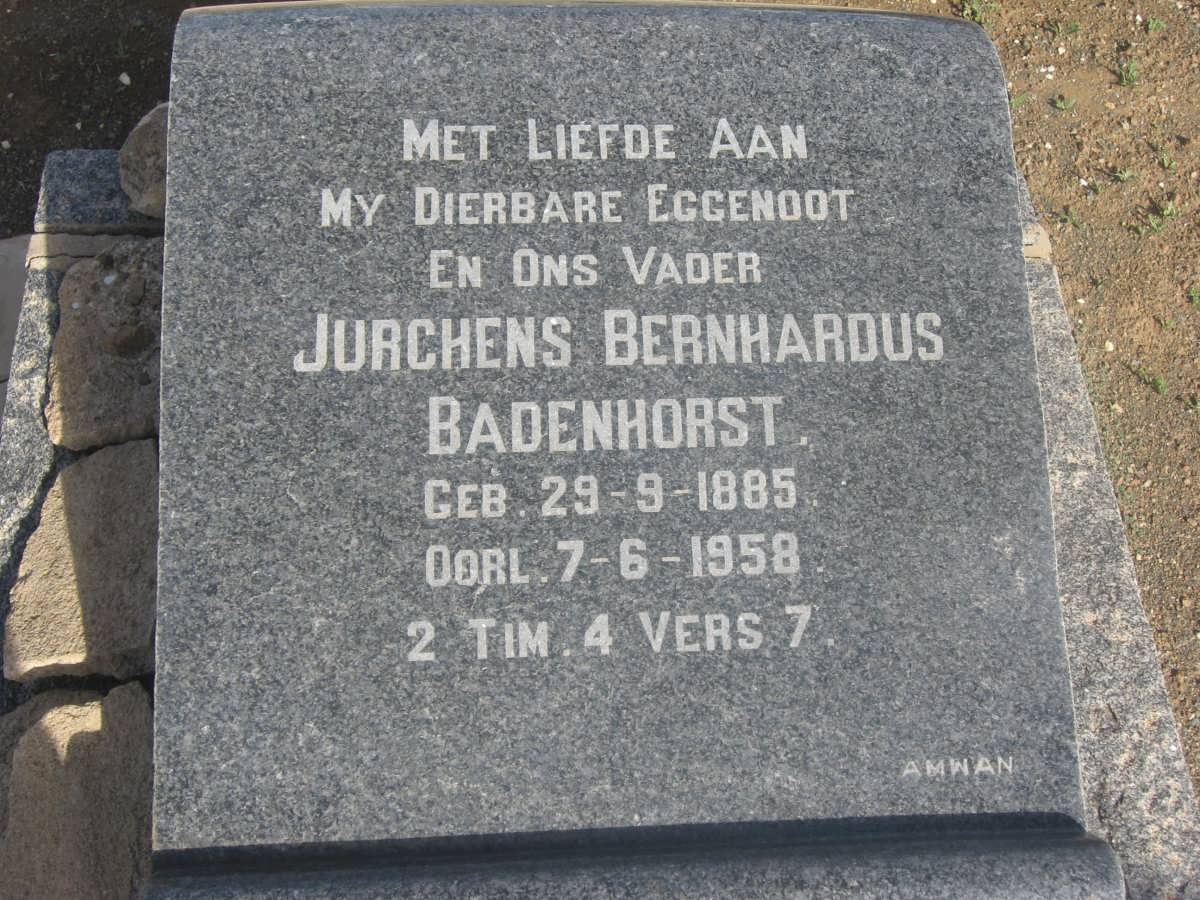 Met Liefde Aan
My Dierbare Eggenoot
En Ons Vader
Jurchens Bernhardus
Badenhorst.
Geb. 29-9-1885.
Oorl. 7-6-1958.
2 Tim. 4 Vers 7.
AMWAN